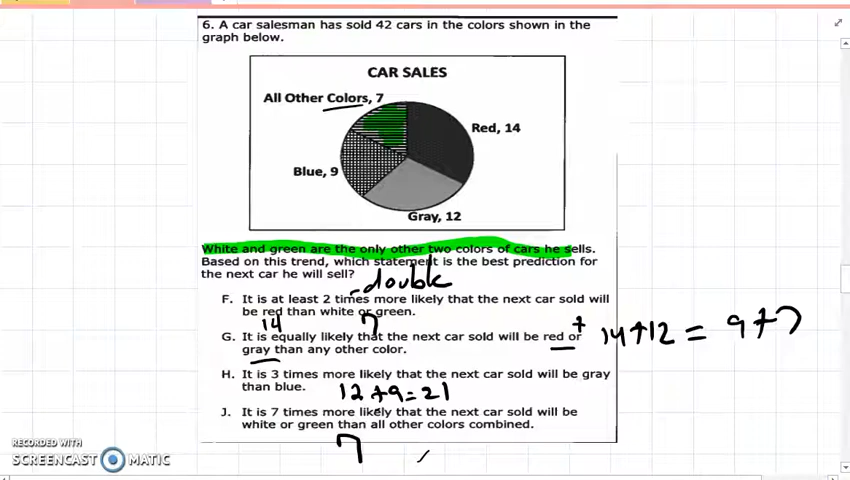 6. A car salesman has sold 42 cars in the colors shown in the
graph below.
CAR SALES
All Other Colors, 7
Red, 14
Blue, 9
Gray, 12
White and green are the only other two colors of cars he sells.
Based on this trend, which statement is the best prediction for
the next car he will sell?
double
F. It is at least 2 times more likely that the next car sold will
be red than white or green.
14 7
G. It is equally likely that the next car sold will be red or
gray than any other color.
+ 14+12 = 9+7
H. It is 3 times more likely that the next car sold will be gray
than blue.
12+9=21
J. It is 7 times more likely that the next car sold will be
white or green than all other colors combined.
7
RECORDED WITH
SCREENCAST MATIC